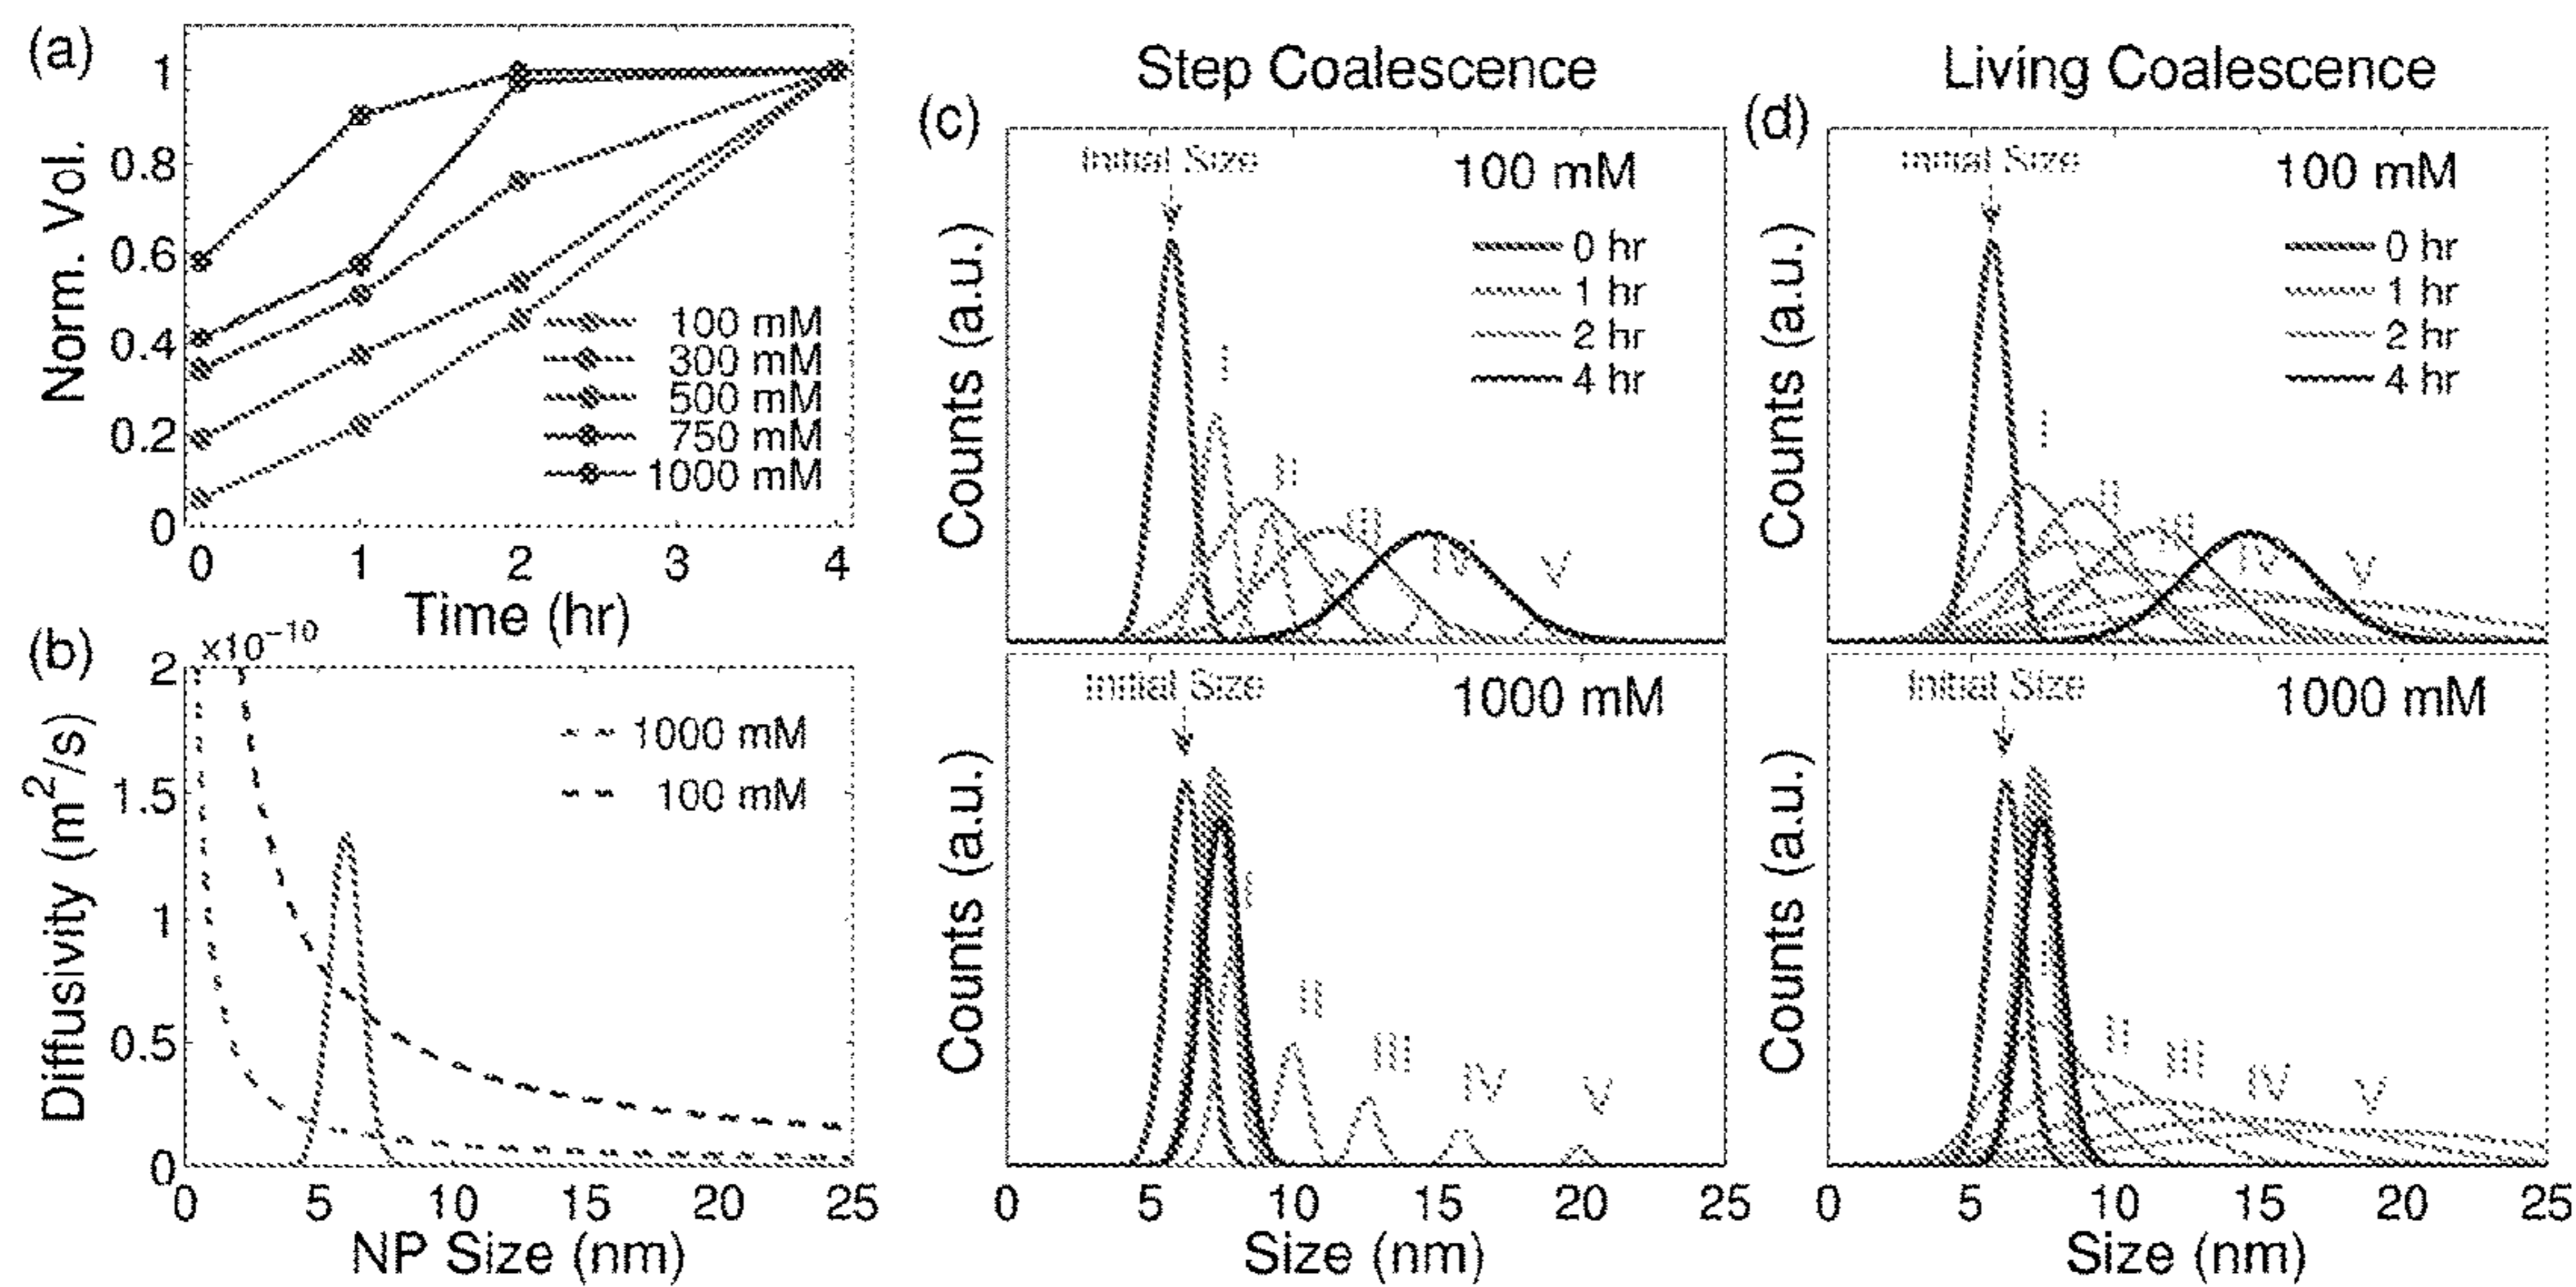 (a)
Norm. Vol.
1
0.8
0.6
0.4
0.2
0
0 1 2 3 4
Time (hr)
100 mM
300 mM
500 mM
750 mM
1000 mM
(b)
×10⁻¹⁰
Diffusivity (m²/s)
2
1.5
1
0.5
0
0 5 10 15 20 25
NP Size (nm)
1000 mM
100 mM
Step Coalescence
(c)
Counts (a.u.)
Initial Size
100 mM
0 hr
1 hr
2 hr
4 hr
I
II
III
IV
V
Counts (a.u.)
Initial Size
1000 mM
I
II
III
IV
V
0 5 10 15 20 25
Size (nm)
Living Coalescence
(d)
Counts (a.u.)
Initial Size
100 mM
0 hr
1 hr
2 hr
4 hr
I
II
III
IV
V
Counts (a.u.)
Initial Size
1000 mM
I
II
III
IV
V
0 5 10 15 20 25
Size (nm)